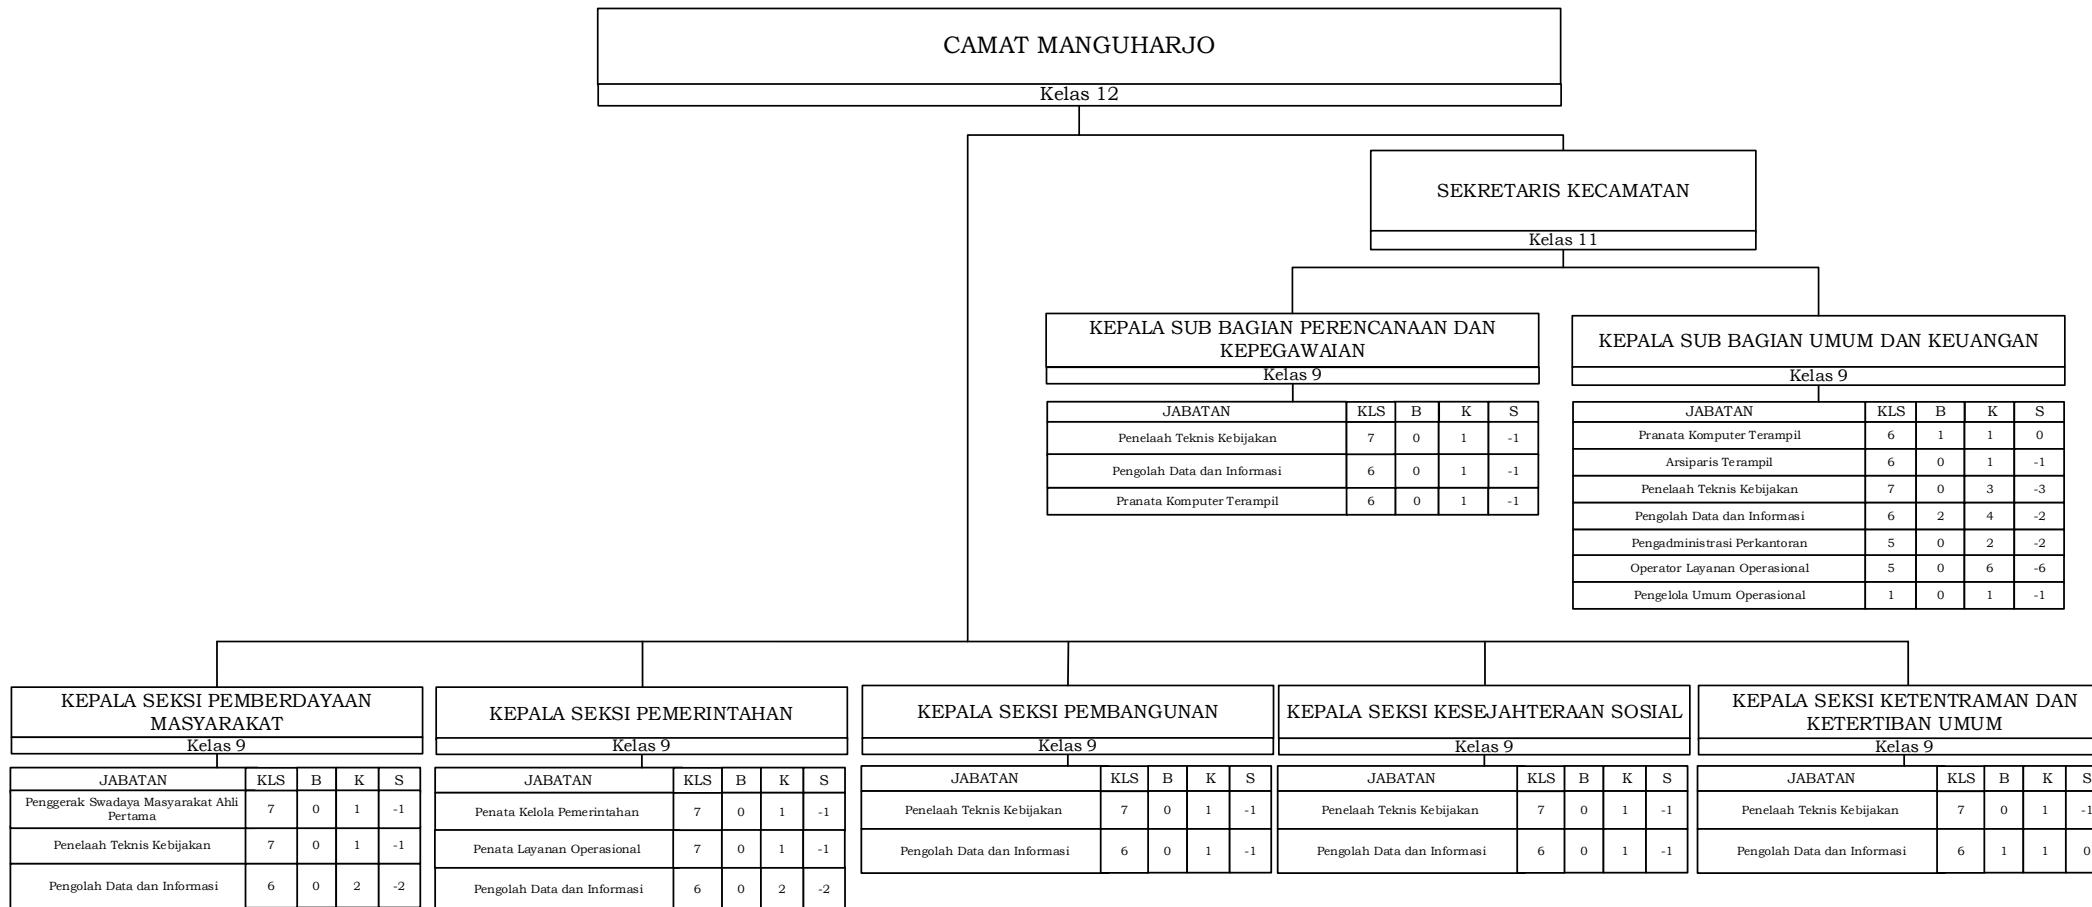 CAMAT MANGUHARJO
Kelas 12
SEKRETARIS KECAMATAN
Kelas 11
KEPALA SUB BAGIAN PERENCANAAN DAN
KEPEGAWAIAN
Kelas 9
JABATAN KLS B K S
Penelaah Teknis Kebijakan 7 0 1 -1
Pengolah Data dan Informasi 6 0 1 -1
Pranata Komputer Terampil 6 0 1 -1
KEPALA SUB BAGIAN UMUM DAN KEUANGAN
Kelas 9
JABATAN KLS B K S
Pranata Komputer Terampil 6 1 1 0
Arsiparis Terampil 6 0 1 -1
Penelaah Teknis Kebijakan 7 0 3 -3
Pengolah Data dan Informasi 6 2 4 -2
Pengadministrasi Perkantoran 5 0 2 -2
Operator Layanan Operasional 5 0 6 -6
Pengelola Umum Operasional 1 0 1 -1
KEPALA SEKSI PEMBERDAYAAN
MASYARAKAT
Kelas 9
JABATAN KLS B K S
Penggerak Swadaya Masyarakat Ahli
Pertama 7 0 1 -1
Penelaah Teknis Kebijakan 7 0 1 -1
Pengolah Data dan Informasi 6 0 2 -2
KEPALA SEKSI PEMERINTAHAN
Kelas 9
JABATAN KLS B K S
Penata Kelola Pemerintahan 7 0 1 -1
Penata Layanan Operasional 7 0 1 -1
Pengolah Data dan Informasi 6 0 2 -2
KEPALA SEKSI PEMBANGUNAN
Kelas 9
JABATAN KLS B K S
Penelaah Teknis Kebijakan 7 0 1 -1
Pengolah Data dan Informasi 6 0 1 -1
KEPALA SEKSI KESEJAHTERAAN SOSIAL
Kelas 9
JABATAN KLS B K S
Penelaah Teknis Kebijakan 7 0 1 -1
Pengolah Data dan Informasi 6 0 1 -1
KEPALA SEKSI KETENTRAMAN DAN
KETERTIBAN UMUM
Kelas 9
JABATAN KLS B K S
Penelaah Teknis Kebijakan 7 0 1 -1
Pengolah Data dan Informasi 6 1 1 0